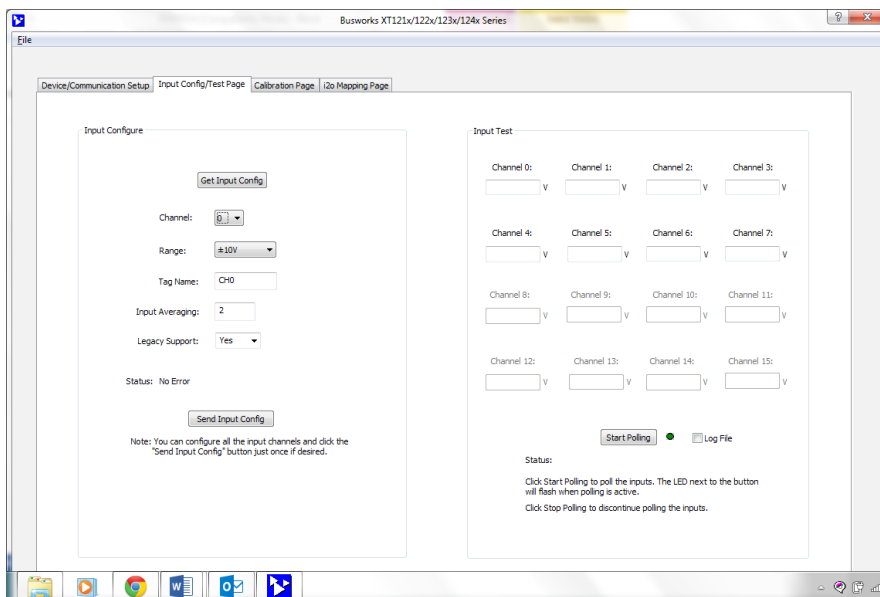 Busworks XT121x/122x/123x/124x Series
File
Device/Communication Setup Input Config/Test Page Calibration Page i2o Mapping Page
Input Configure
Get Input Config
Channel: 0
Range: ±10V
Tag Name: CH0
Input Averaging: 2
Legacy Support: Yes
Status: No Error
Send Input Config
Note: You can configure all the input channels and click the
"Send Input Config" button just once if desired.
Input Test
Channel 0: Channel 1: Channel 2: Channel 3:
V V V V
Channel 4: Channel 5: Channel 6: Channel 7:
V V V V
Channel 8: Channel 9: Channel 10: Channel 11:
V V V V
Channel 12: Channel 13: Channel 14: Channel 15:
V V V V
Start Polling Log File
Status:
Click Start Polling to poll the inputs. The LED next to the button
will flash when polling is active.
Click Stop Polling to discontinue polling the inputs.